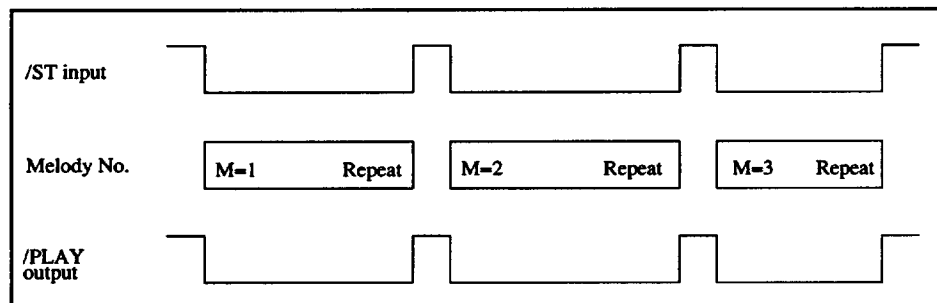 /ST input
Melody No.
M=1 Repeat
M=2 Repeat
M=3 Repeat
/PLAY
output